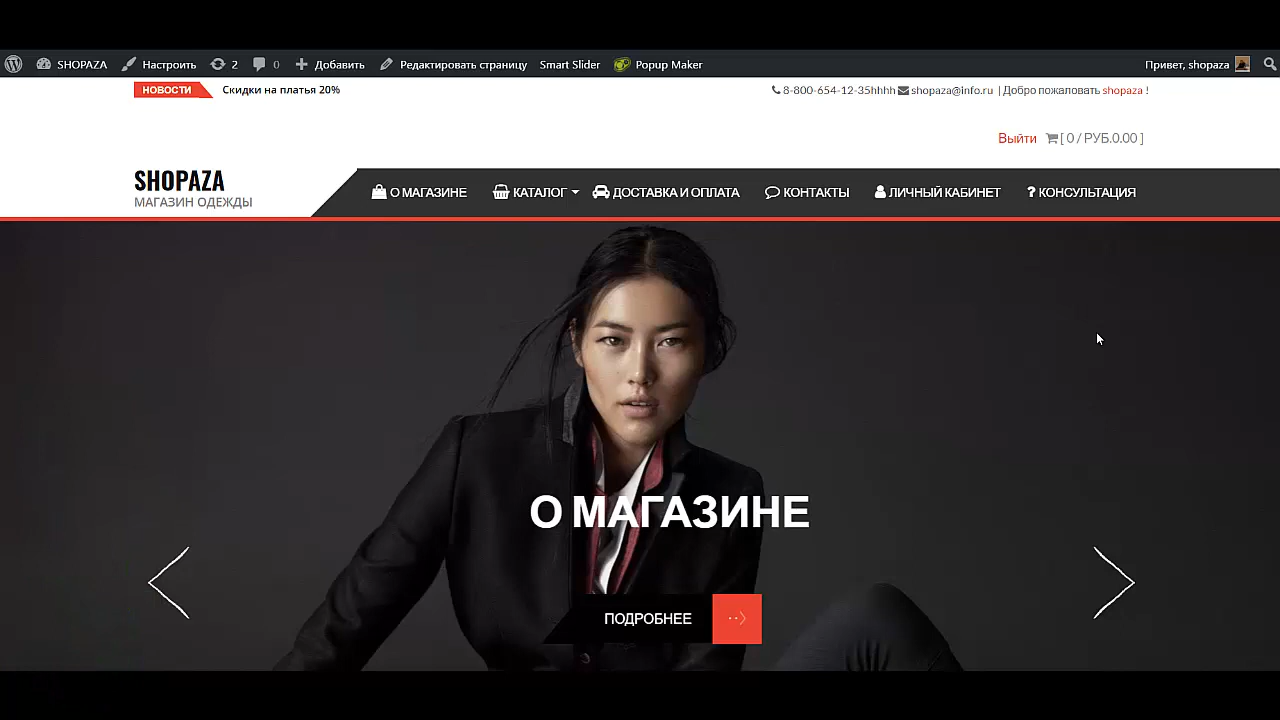 SHOPAZA Настроить 2 0 Добавить Редактировать страницу Smart Slider Popup Maker Привет, shopaza
НОВОСТИ Скидки на платья 20% 8-800-654-12-35hhhh shopaza@info.ru | Добро пожаловать shopaza !
Выйти [ 0 / РУБ.0.00 ]
SHOPAZA
МАГАЗИН ОДЕЖДЫ
О МАГАЗИНЕ КАТАЛОГ ДОСТАВКА И ОПЛАТА КОНТАКТЫ ЛИЧНЫЙ КАБИНЕТ ? КОНСУЛЬТАЦИЯ
О МАГАЗИНЕ
ПОДРОБНЕЕ